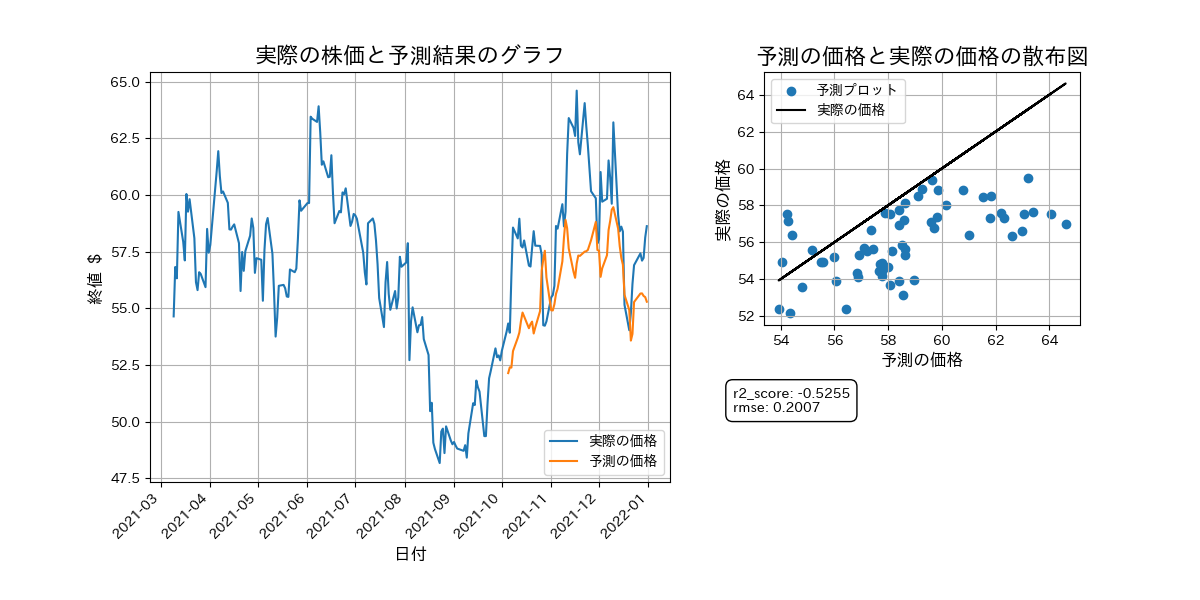 実際の株価と予測結果のグラフ
65.0
62.5
60.0
57.5
55.0
52.5
50.0
47.5
終値 $
2021-03
2021-04
2021-05
2021-06
2021-07
2021-08
2021-09
2021-10
2021-11
2021-12
2022-01
日付
実際の価格
予測の価格
予測の価格と実際の価格の散布図
予測プロット
実際の価格
64
62
60
58
56
54
52
実際の価格
54
56
58
60
62
64
予測の価格
r2_score: -0.5255
rmse: 0.2007